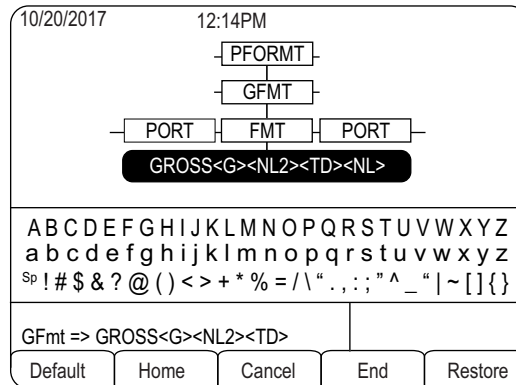 10/20/2017 12:14PM
PFORMT
GFMT
PORT FMT PORT
GROSS<G><NL2><TD><NL>
A B C D E F G H I J K L M N O P Q R S T U V W X Y Z
a b c d e f g h i j k l m n o p q r s t u v w x y z
Sp ! # $ & ? @ ( ) < > + * % = / \ “ . , : ; ” ^ _ “ | ~ [ ] { }
GFmt => GROSS<G><NL2><TD>
Default Home Cancel End Restore